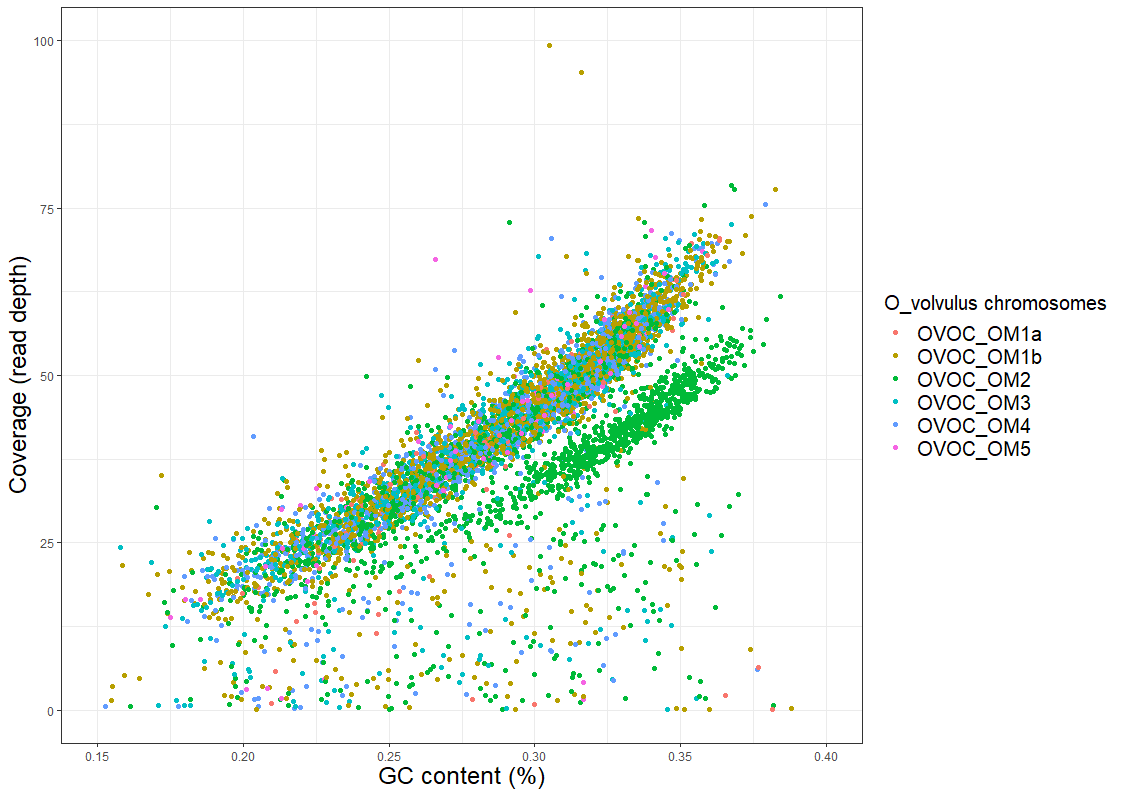 100
75
50
25
0
Coverage (read depth)
0.15 0.20 0.25 0.30 0.35 0.40
GC content (%)
O_volvulus chromosomes
OVOC_OM1a
OVOC_OM1b
OVOC_OM2
OVOC_OM3
OVOC_OM4
OVOC_OM5